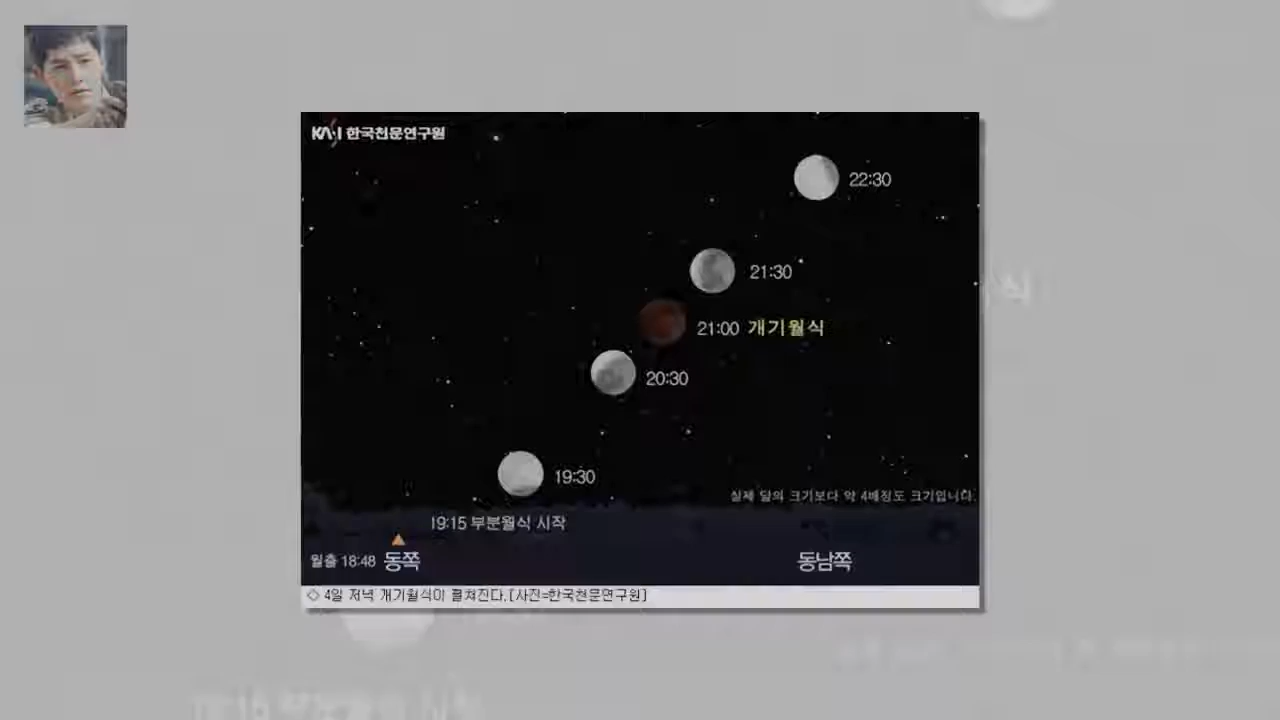 KASI 한국천문연구원
22:30
21:30
21:00 개기월식
20:30
19:30
실제 달의 크기보다 약 4배정도 크기입니다.
19:15 부분월식 시작
월출 18:48 동쪽
동남쪽
◇ 4일 저녁 개기월식이 펼쳐진다.[사진=한국천문연구원]